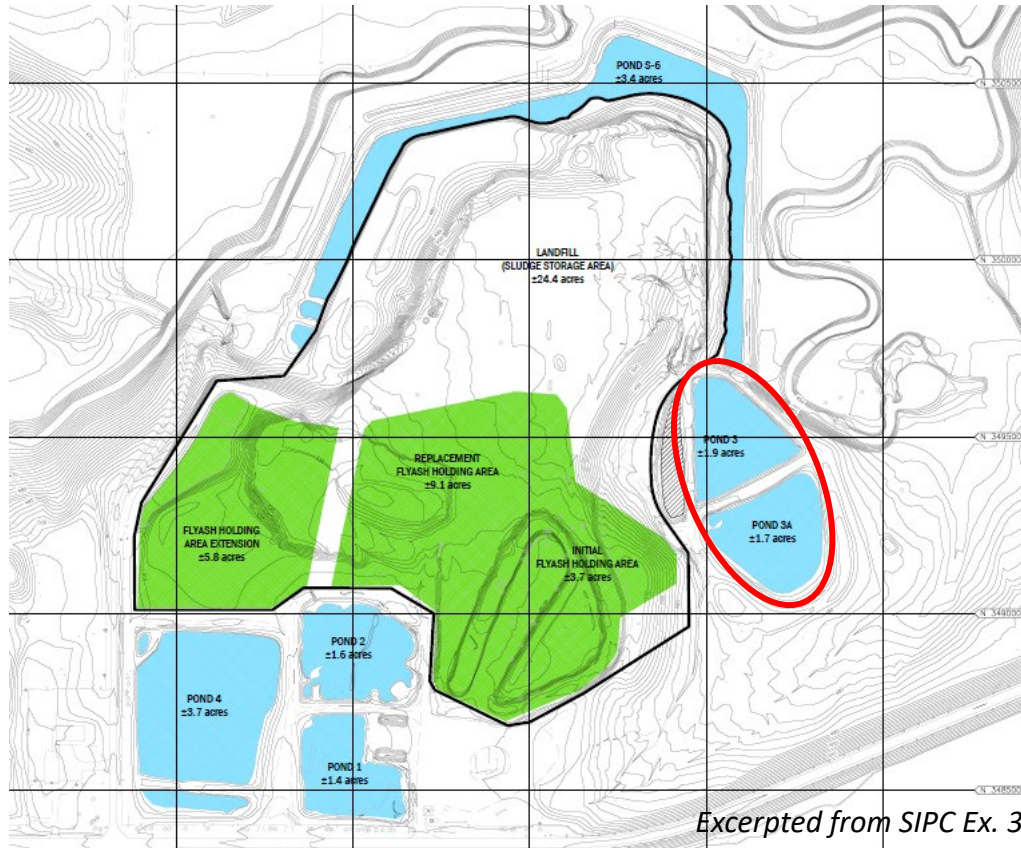 POND S-6
±3.4 acres
N 350500
LANDFILL
(SLUDGE STORAGE AREA)
±24.4 acres
N 350000
POND 3
±1.9 acres
N 349500
REPLACEMENT
FLYASH HOLDING AREA
±9.1 acres
FLYASH HOLDING
AREA EXTENSION
±5.8 acres
INITIAL
FLYASH HOLDING AREA
±3.7 acres
POND 3A
±1.7 acres
N 349000
POND 2
±1.6 acres
POND 4
±3.7 acres
POND 1
±1.4 acres
N 348500
Excerpted from SIPC Ex. 3